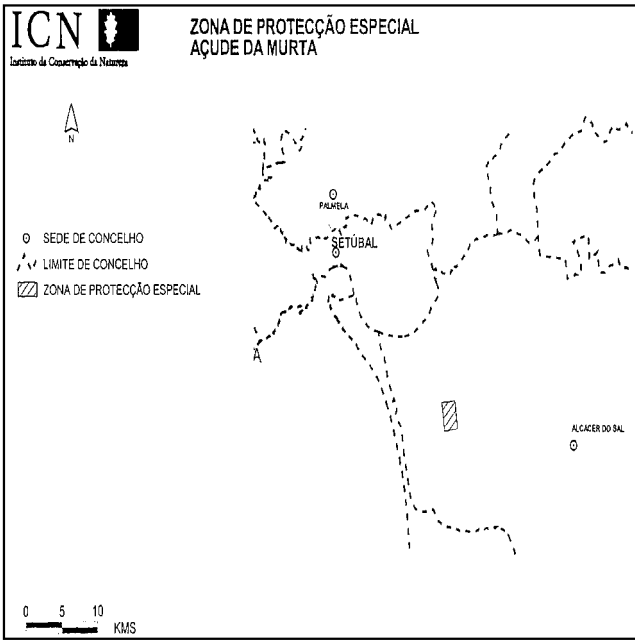 ICN
Instituto da Conservação da Natureza
ZONA DE PROTECÇÃO ESPECIAL
AÇUDE DA MURTA
N
PALMELA
SETÚBAL
SEDE DE CONCELHO
LIMITE DE CONCELHO
ZONA DE PROTECÇÃO ESPECIAL
A
ALCACER DO SAL
0 5 10
KMS